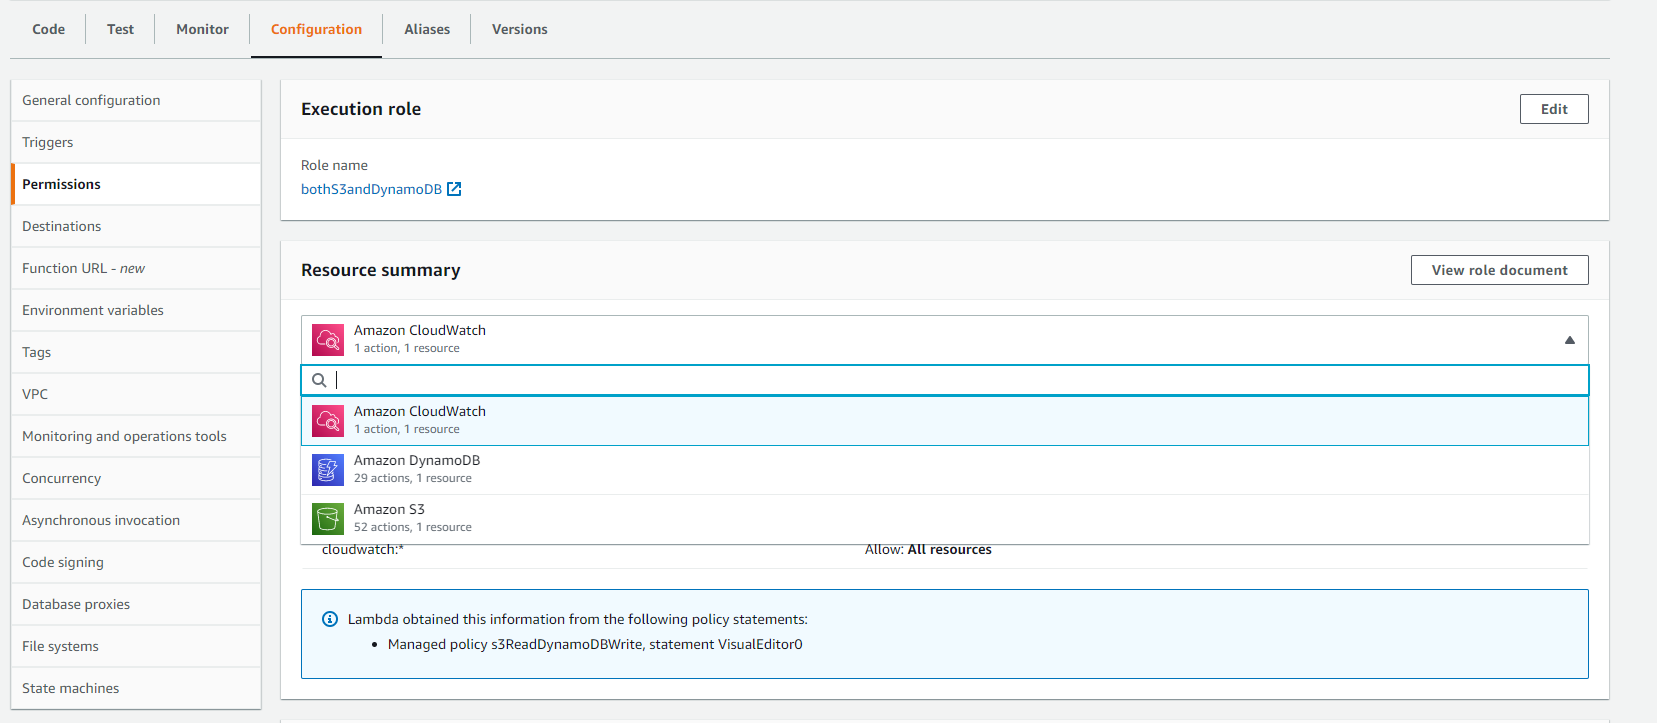 Code Test Monitor Configuration Aliases Versions
General configuration
Triggers
Permissions
Destinations
Function URL - new
Environment variables
Tags
VPC
Monitoring and operations tools
Concurrency
Asynchronous invocation
Code signing
Database proxies
File systems
State machines
Execution role
Edit
Role name
bothS3andDynamoDB
Resource summary
View role document
Amazon CloudWatch
1 action, 1 resource
Amazon CloudWatch
1 action, 1 resource
Amazon DynamoDB
29 actions, 1 resource
Amazon S3
52 actions, 1 resource
cloudwatch:* Allow: All resources
Lambda obtained this information from the following policy statements:
• Managed policy s3ReadDynamoDBWrite, statement VisualEditor0